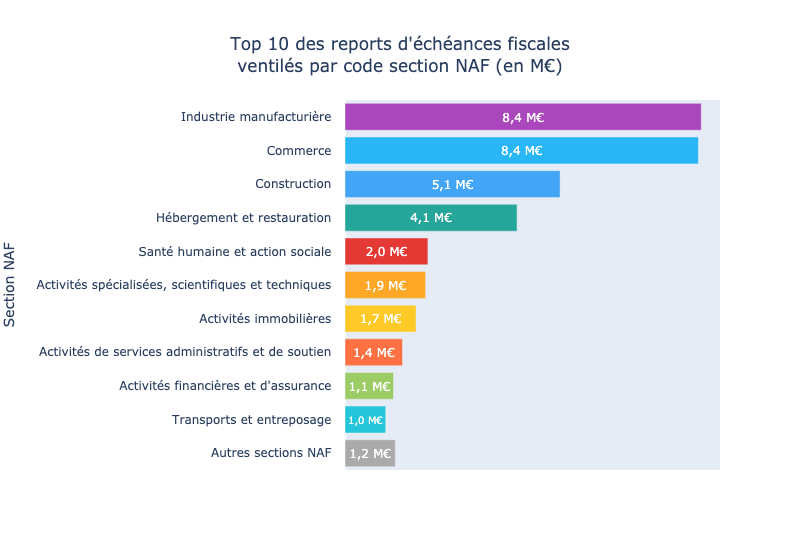 Top 10 des reports d'échéances fiscales
ventilés par code section NAF (en M€)
Section NAF
Industrie manufacturière 8,4 M€
Commerce 8,4 M€
Construction 5,1 M€
Hébergement et restauration 4,1 M€
Santé humaine et action sociale 2,0 M€
Activités spécialisées, scientifiques et techniques 1,9 M€
Activités immobilières 1,7 M€
Activités de services administratifs et de soutien 1,4 M€
Activités financières et d'assurance 1,1 M€
Transports et entreposage 1,0 M€
Autres sections NAF 1,2 M€